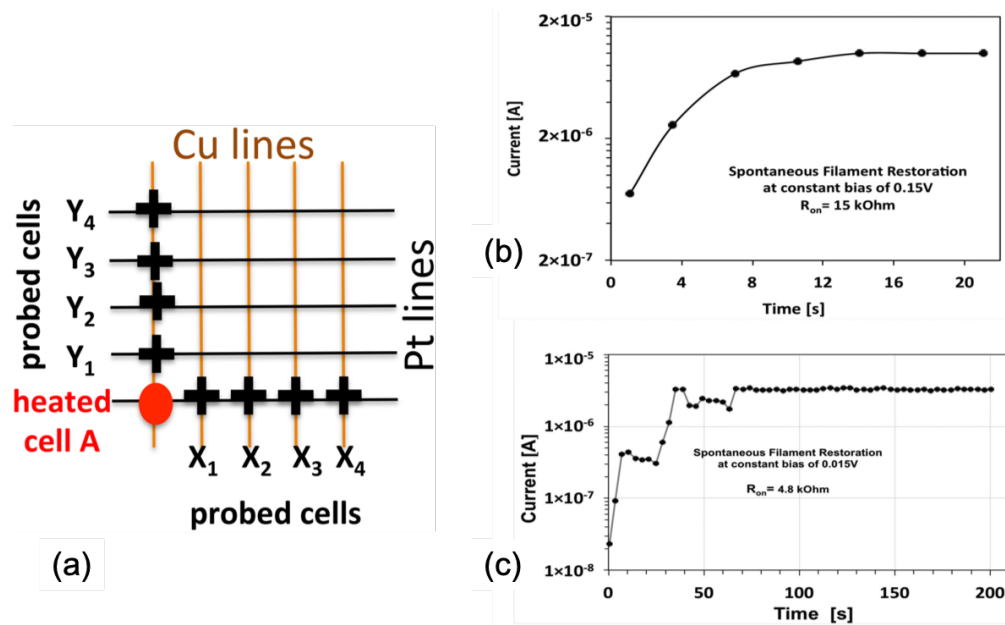 Cu lines
probed cells
Y4
Y3
Y2
Y1
Pt lines
heated
cell A
X1 X2 X3 X4
probed cells
(a)
2×10⁻⁵
2×10⁻⁶
2×10⁻⁷
Current [A]
Spontaneous Filament Restoration
at constant bias of 0.15V
Ron= 15 kOhm
0 4 8 12 16 20
Time [s]
(b)
1×10⁻⁵
1×10⁻⁶
1×10⁻⁷
1×10⁻⁸
Current [A]
Spontaneous Filament Restoration
at constant bias of 0.015V
Ron= 4.8 kOhm
0 50 100 150 200
Time [s]
(c)